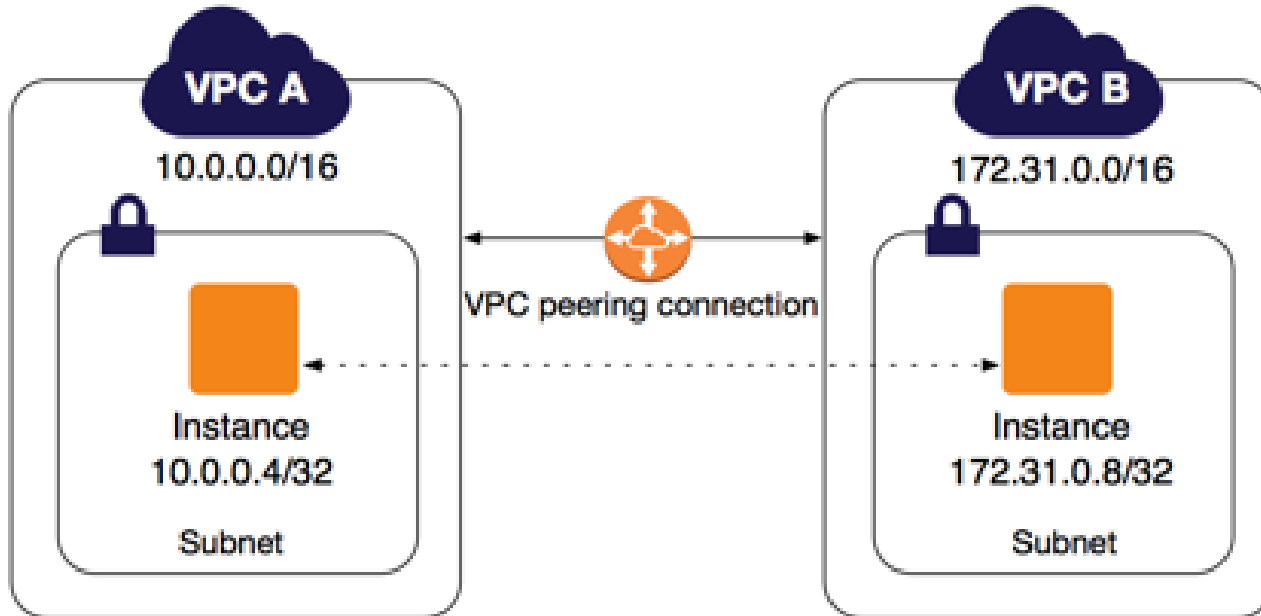 VPC A
10.0.0.0/16
Instance
10.0.0.4/32
Subnet
VPC peering connection
VPC B
172.31.0.0/16
Instance
172.31.0.8/32
Subnet